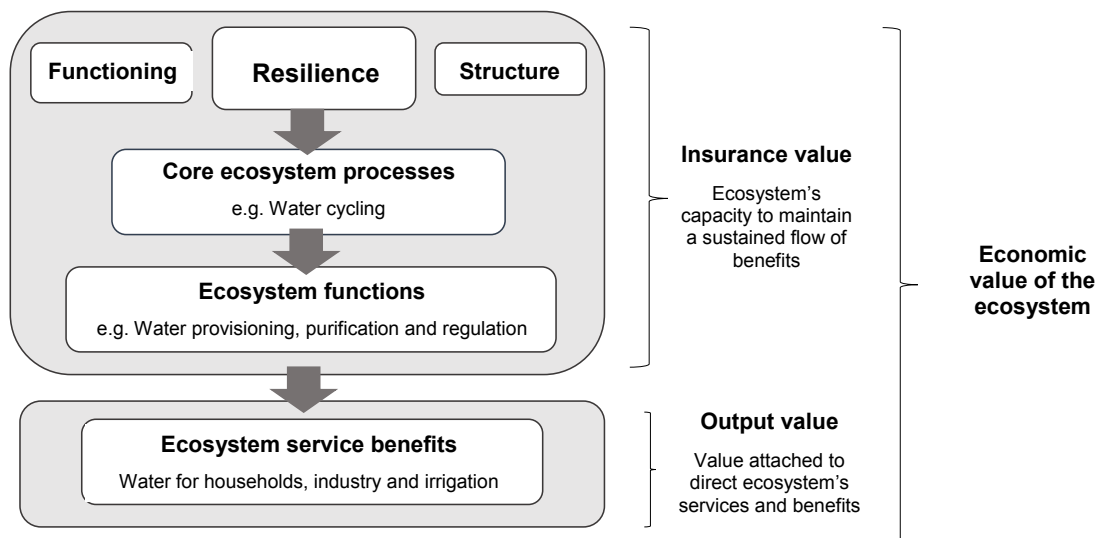 Functioning
Resilience
Structure
Core ecosystem processes
e.g. Water cycling
Ecosystem functions
e.g. Water provisioning, purification and regulation
Insurance value
Ecosystem’s
capacity to maintain
a sustained flow of
benefits
Ecosystem service benefits
Water for households, industry and irrigation
Output value
Value attached to
direct ecosystem’s
services and benefits
Economic
value of the
ecosystem